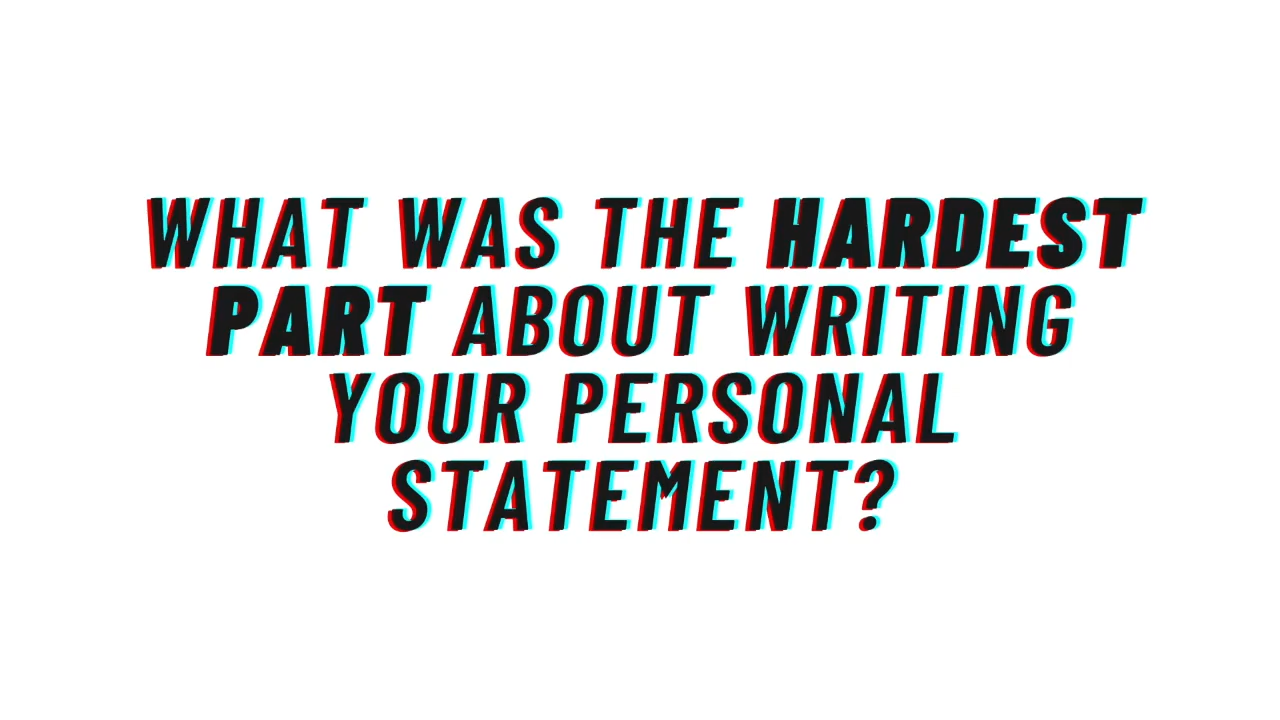 WHAT WAS THE HARDEST
PART ABOUT WRITING
YOUR PERSONAL
STATEMENT?